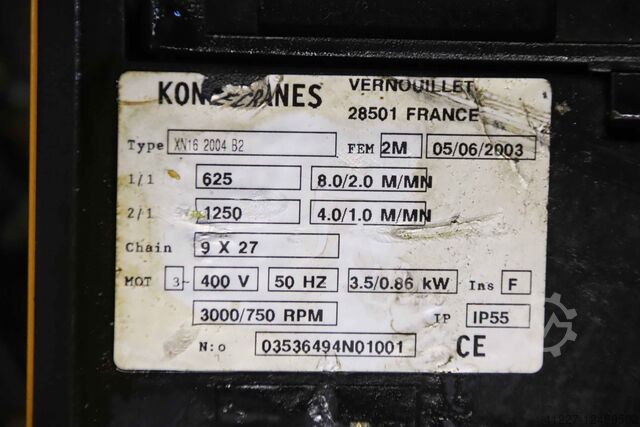 KONECRANES VERNOUILLET
28501 FRANCE
Type XN16 2004 B2 FEM 2M 05/06/2003
1/1 625 8.0/2.0 M/MN
2/1 1250 4.0/1.0 M/MN
Chain 9 X 27
MOT 3~ 400 V 50 HZ 3.5/0.86 kW Ins F
3000/750 RPM IP IP55
N:o 03536494N01001 CE